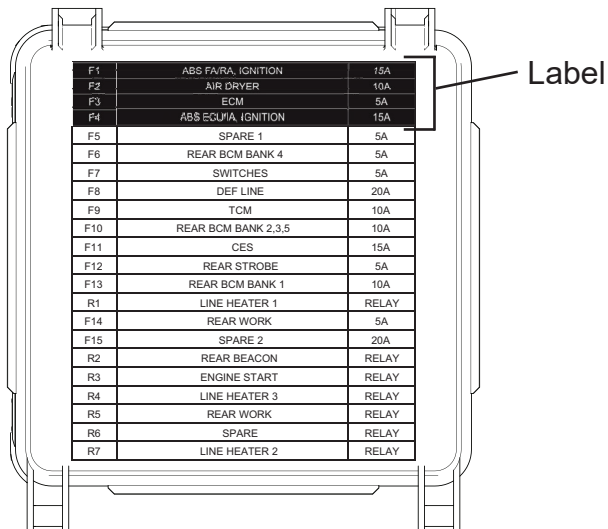 F1 ABS FA/RA, IGNITION 15A
F2 AIR DRYER 10A
F3 ECM 5A
F4 ABS ECU/IA, IGNITION 15A
F5 SPARE 1 5A
F6 REAR BCM BANK 4 5A
F7 SWITCHES 5A
F8 DEF LINE 20A
F9 TCM 10A
F10 REAR BCM BANK 2,3,5 10A
F11 CES 15A
F12 REAR STROBE 5A
F13 REAR BCM BANK 1 10A
R1 LINE HEATER 1 RELAY
F14 REAR WORK 5A
F15 SPARE 2 20A
R2 REAR BEACON RELAY
R3 ENGINE START RELAY
R4 LINE HEATER 3 RELAY
R5 REAR WORK RELAY
R6 SPARE RELAY
R7 LINE HEATER 2 RELAY
Label